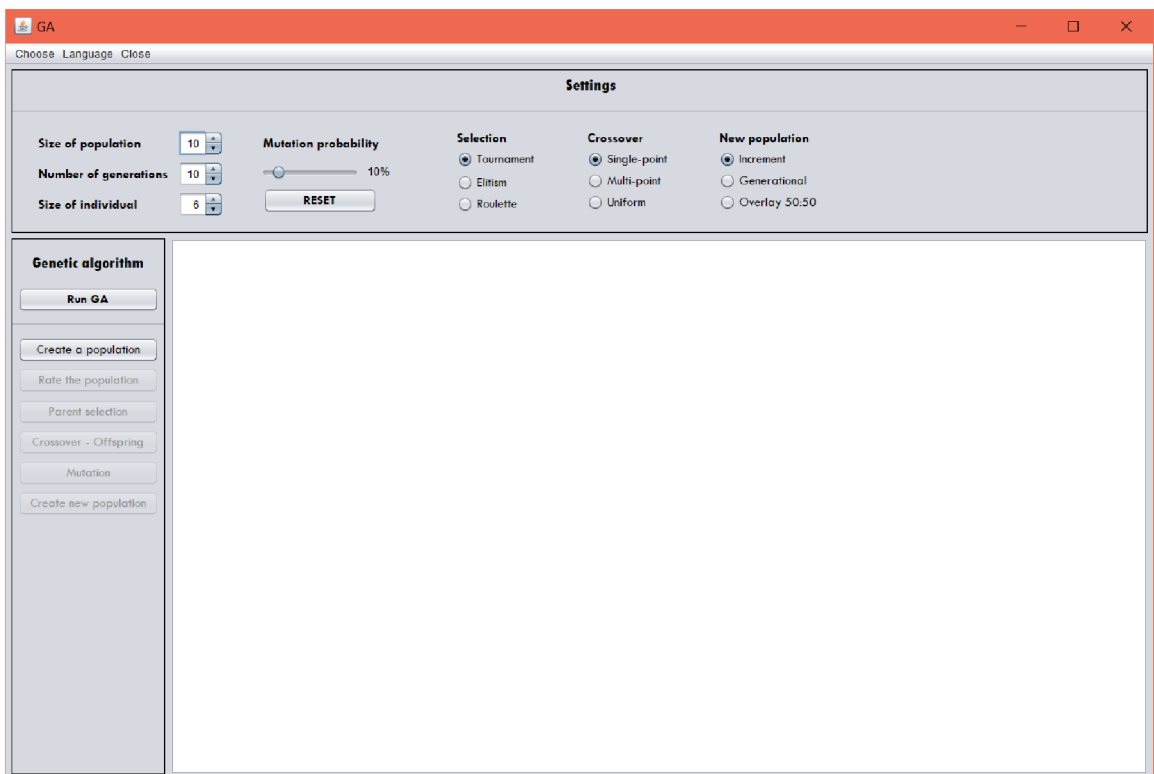 GA
Choose Language Close
Settings
Size of population 10
Number of generations 10
Size of individual 6
Mutation probability
10%
RESET
Selection
Tournament
Elitism
Roulette
Crossover
Single-point
Multi-point
Uniform
New population
Increment
Generational
Overlay 50:50
Genetic algorithm
Run GA
Create a population
Rate the population
Parent selection
Crossover - Offspring
Mutation
Create new population